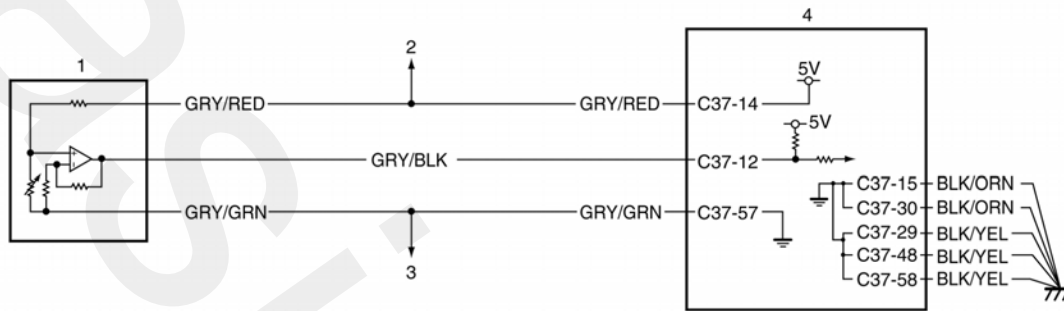 4
1
2
5V
GRY/RED
GRY/RED
C37-14
5V
GRY/BLK
C37-12
C37-15
BLK/ORN
GRY/GRN
GRY/GRN
C37-57
C37-30
BLK/ORN
C37-29
BLK/YEL
C37-48
BLK/YEL
3
C37-58
BLK/YEL